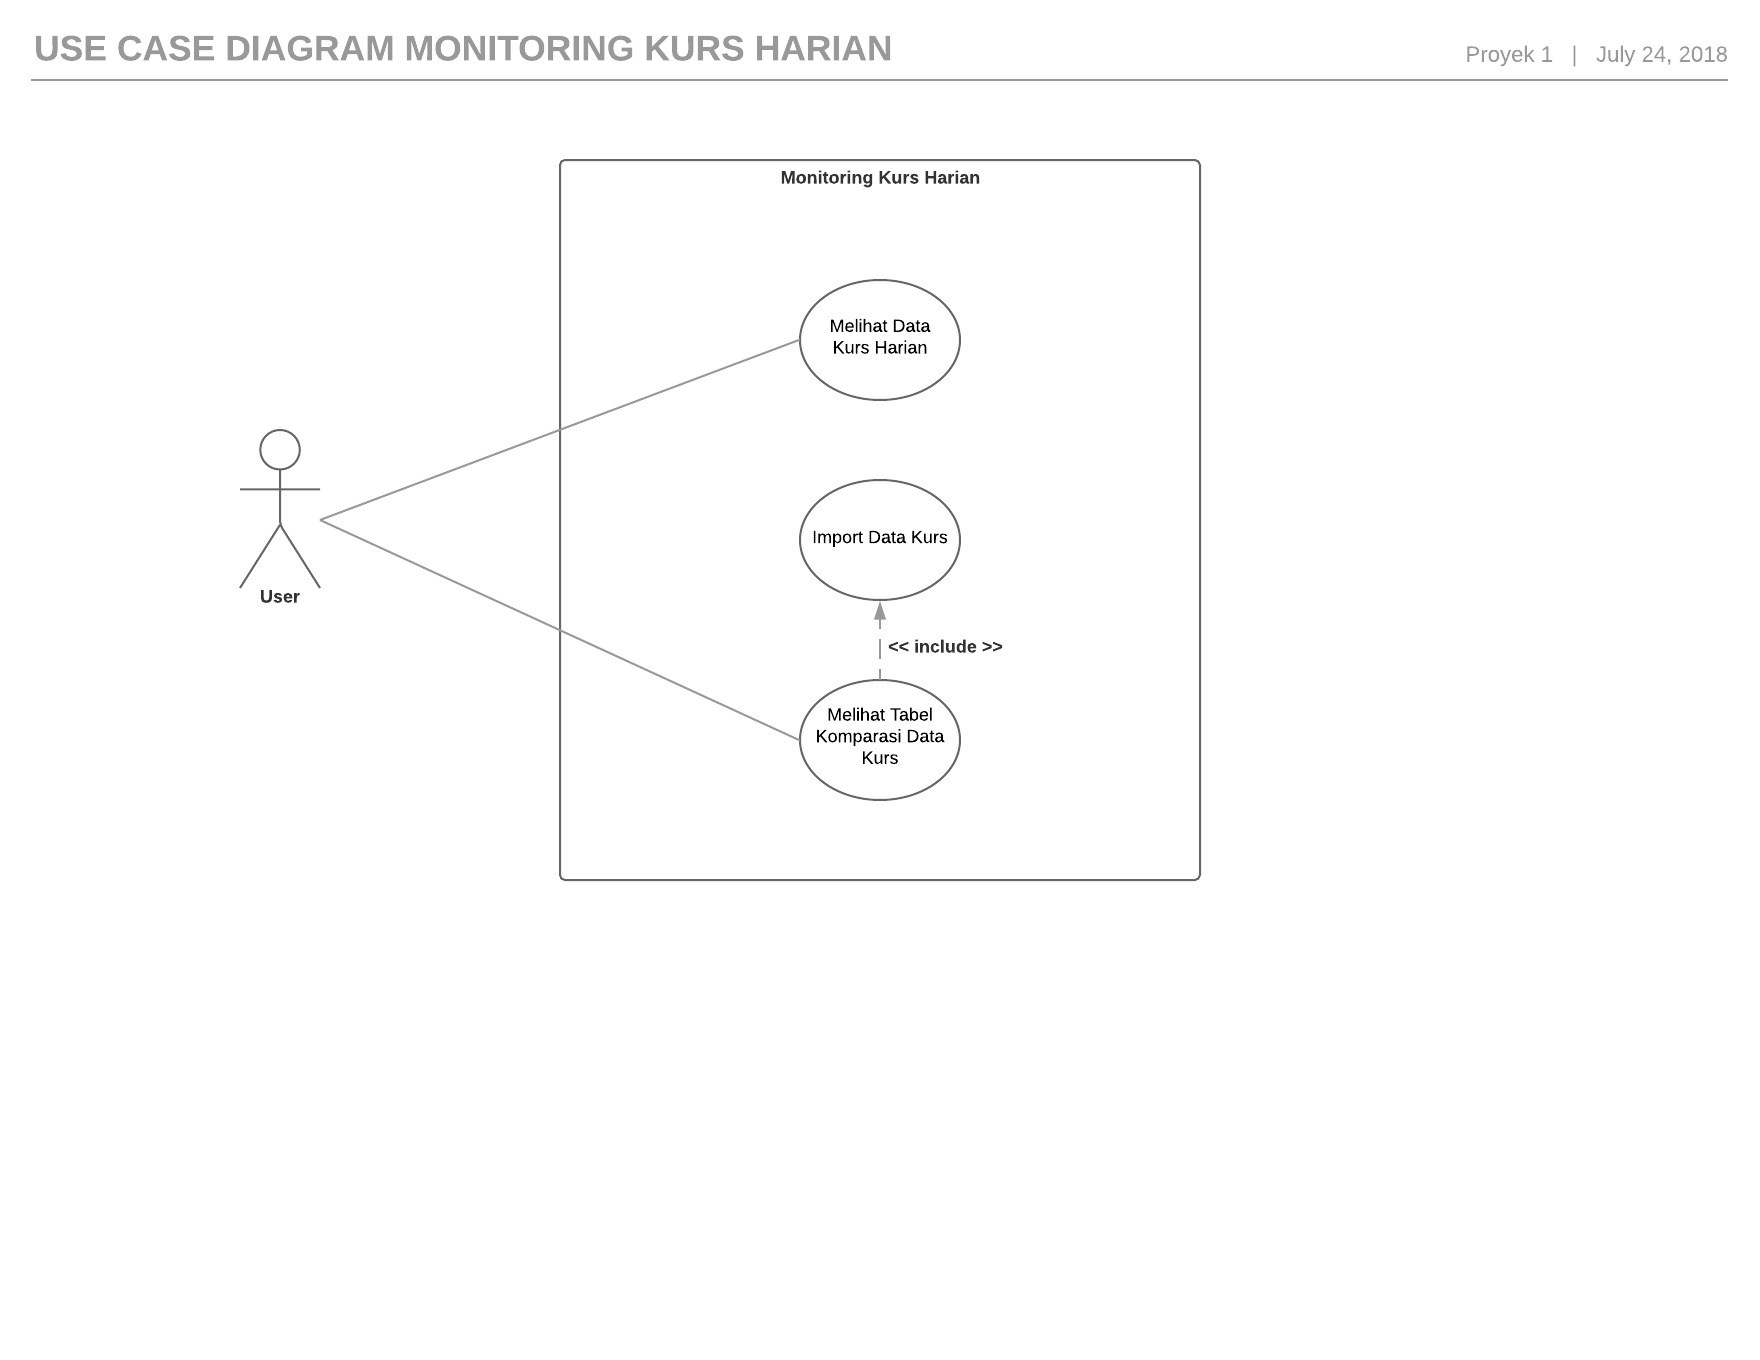 USE CASE DIAGRAM MONITORING KURS HARIAN
Proyek 1 | July 24, 2018
Monitoring Kurs Harian
Melihat Data
Kurs Harian
Import Data Kurs
User
<< include >>
Melihat Tabel
Komparasi Data
Kurs